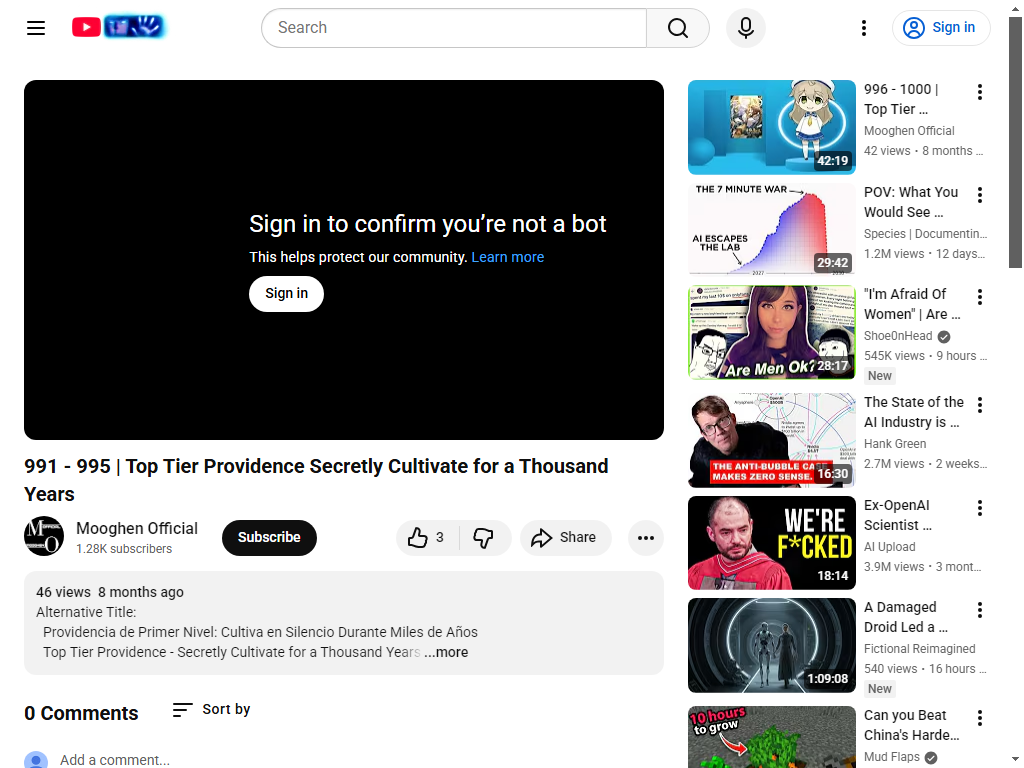 Search
Sign in
Sign in to confirm you’re not a bot
This helps protect our community. Learn more
Sign in
991 - 995 | Top Tier Providence Secretly Cultivate for a Thousand
Years
Mooghen Official
1.28K subscribers
Subscribe
3
Share
46 views 8 months ago
Alternative Title:
Providencia de Primer Nivel: Cultiva en Silencio Durante Miles de Años
Top Tier Providence - Secretly Cultivate for a Thousand Years ...more
0 Comments
Sort by
Add a comment...
42:19
996 - 1000 |
Top Tier ...
Mooghen Official
42 views • 8 months ...
THE 7 MINUTE WAR
AI ESCAPES
THE LAB
2027
29:42
POV: What You
Would See ...
Species | Documentin...
1.2M views • 12 days...
Are Men Ok?
28:17
"I'm Afraid Of
Women" | Are ...
Shoe0nHead
545K views • 9 hours ...
New
THE ANTI-BUBBLE CA
MAKES ZERO SENSE.
16:30
The State of the
AI Industry is ...
Hank Green
2.7M views • 2 weeks...
WE'RE
F*CKED
18:14
Ex-OpenAI
Scientist ...
AI Upload
3.9M views • 3 mont...
1:09:08
A Damaged
Droid Led a ...
Fictional Reimagined
540 views • 16 hours ...
New
10 hours
to grow
Can you Beat
China's Harde...
Mud Flaps